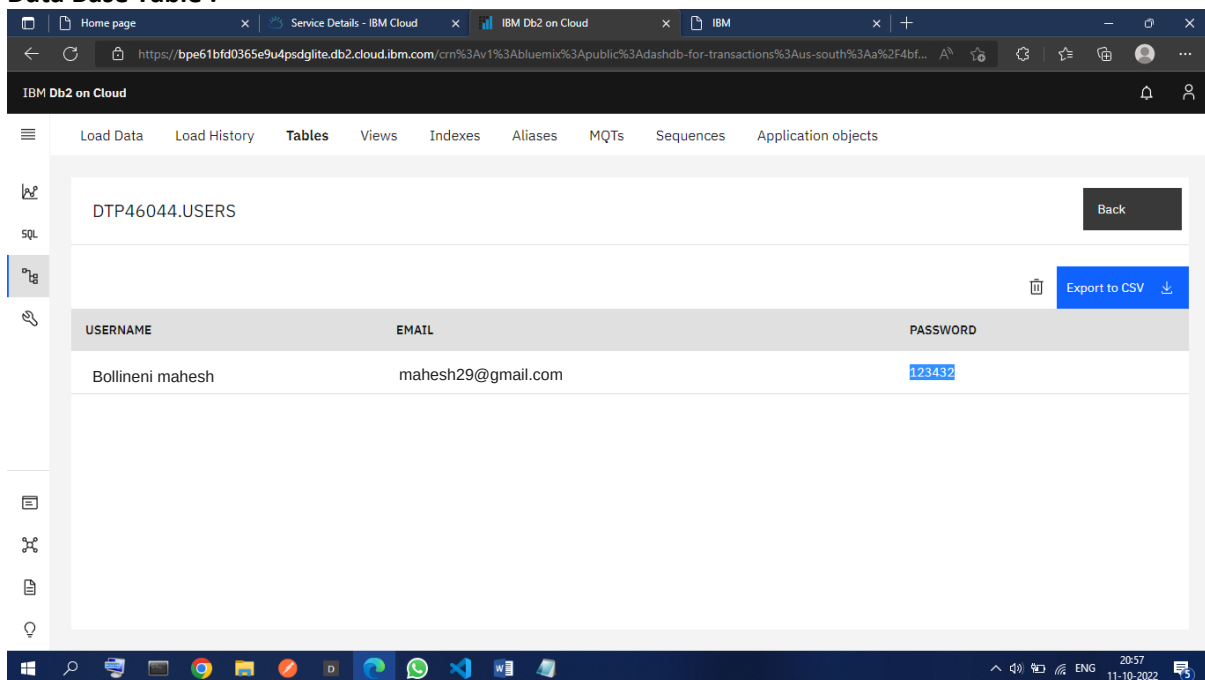 Data Base Table :
Home page
Service Details - IBM Cloud
IBM Db2 on Cloud
IBM
https://bpe61bfd0365e9u4psdglite.db2.cloud.ibm.com/crn%3Av1%3Abluemix%3Apublic%3Adashdb-for-transactions%3Aus-south%3Aa%2F4bf...
IBM Db2 on Cloud
Load Data Load History Tables Views Indexes Aliases MQTs Sequences Application objects
DTP46044.USERS
Back
SQL
Export to CSV
USERNAME EMAIL PASSWORD
Bollineni mahesh mahesh29@gmail.com 123432
ENG
20:57
11-10-2022
5